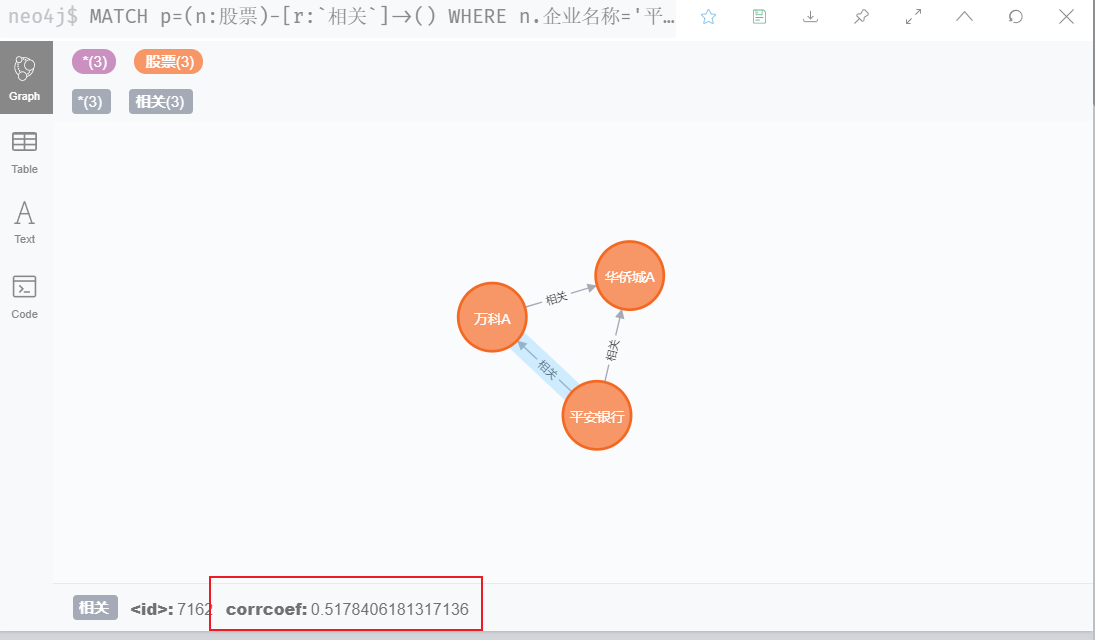 neo4j$ MATCH p=(n:股票)-[r:`相关`]->() WHERE n.企业名称='平…
*(3) 股票(3)
*(3) 相关(3)
Graph
Table
Text
Code
华侨城A
相关
万科A
相关
相关
平安银行
相关 <id>: 7162 corrcoef: 0.5178406181317136